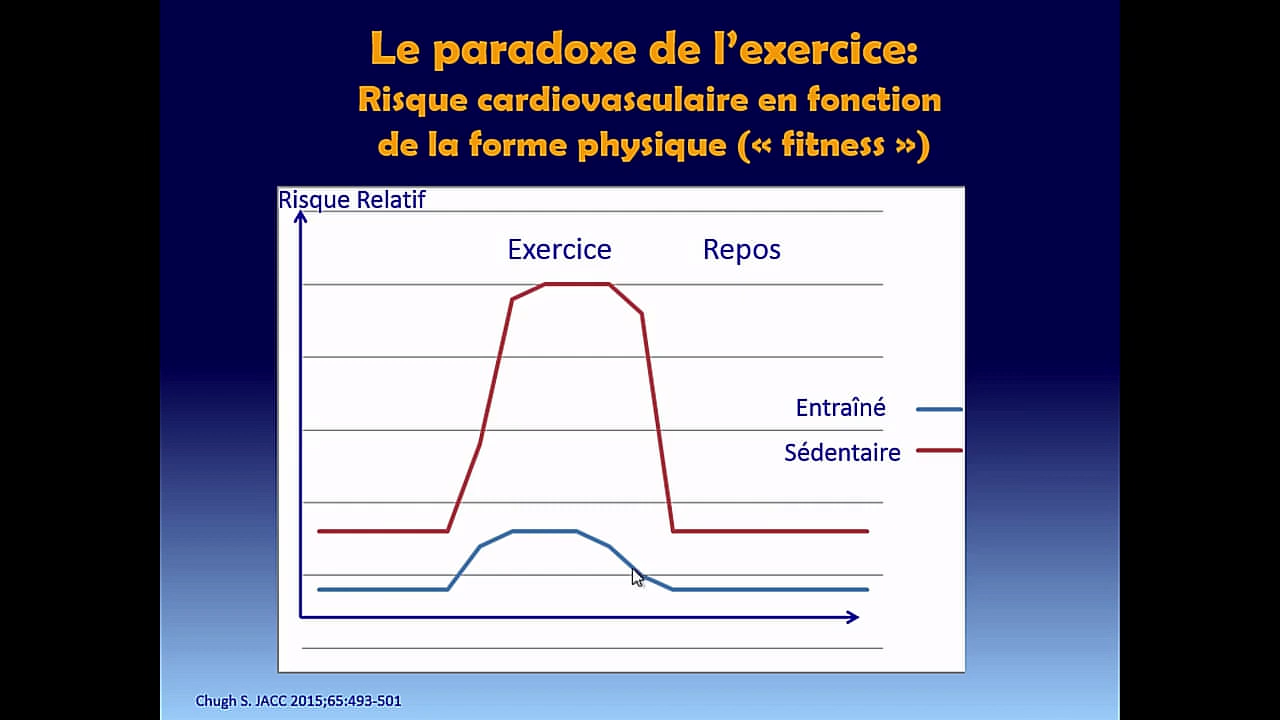 Le paradoxe de l’exercice:
Risque cardiovasculaire en fonction
de la forme physique (« fitness »)
Risque Relatif
Exercice
Repos
Entraîné
Sédentaire
Chugh S. JACC 2015;65:493-501